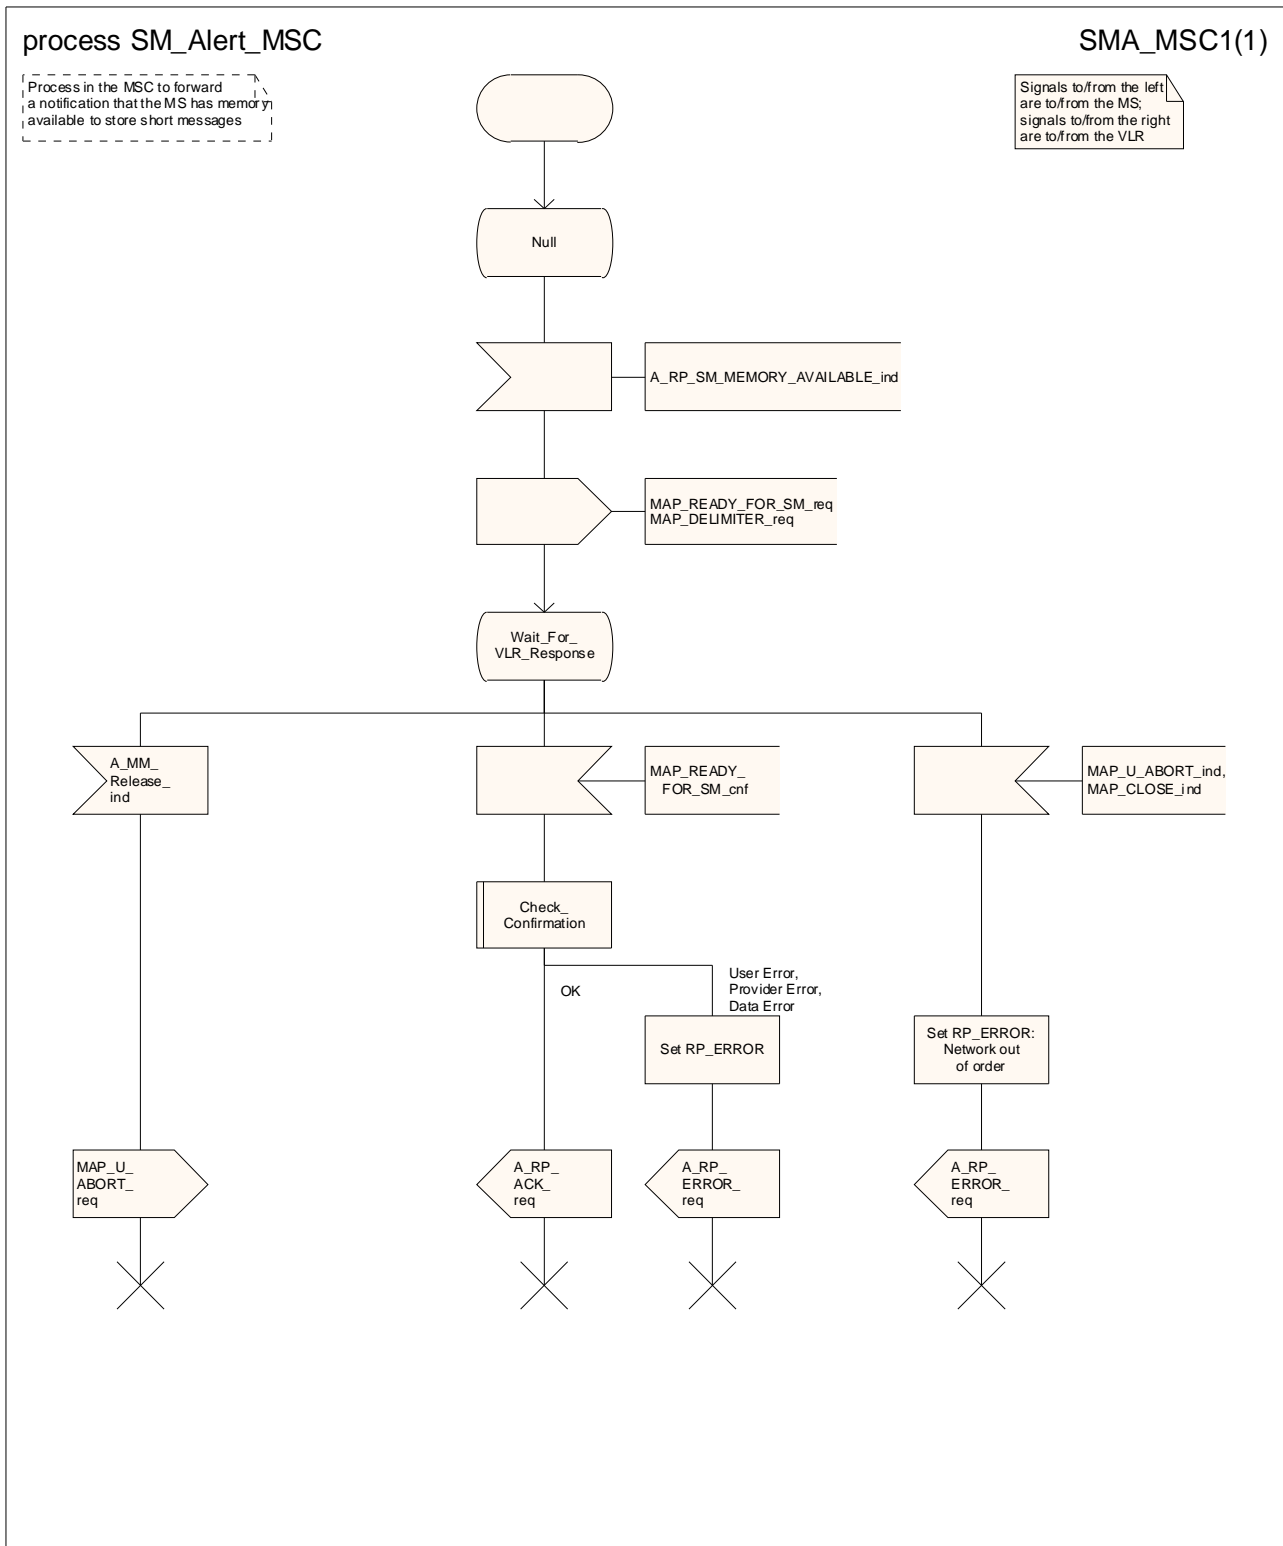 process SM_Alert_MSC
SMA_MSC1(1)
Process in the MSC to forward
a notification that the MS has memory
available to store short messages
Signals to/from the left
are to/from the MS;
signals to/from the right
are to/from the VLR
Null
A_RP_SM_MEMORY_AVAILABLE_ind
MAP_READY_FOR_SM_req
MAP_DELIMITER_req
Wait_For_
VLR_Response
A_MM_
Release_
ind
MAP_READY_
FOR_SM_cnf
MAP_U_ABORT_ind,
MAP_CLOSE_ind
Check_
Confirmation
OK
User Error,
Provider Error,
Data Error
Set RP_ERROR
Set RP_ERROR:
Network out
of order
MAP_U_
ABORT_
req
A_RP_
ACK_
req
A_RP_
ERROR_
req
A_RP_
ERROR_
req